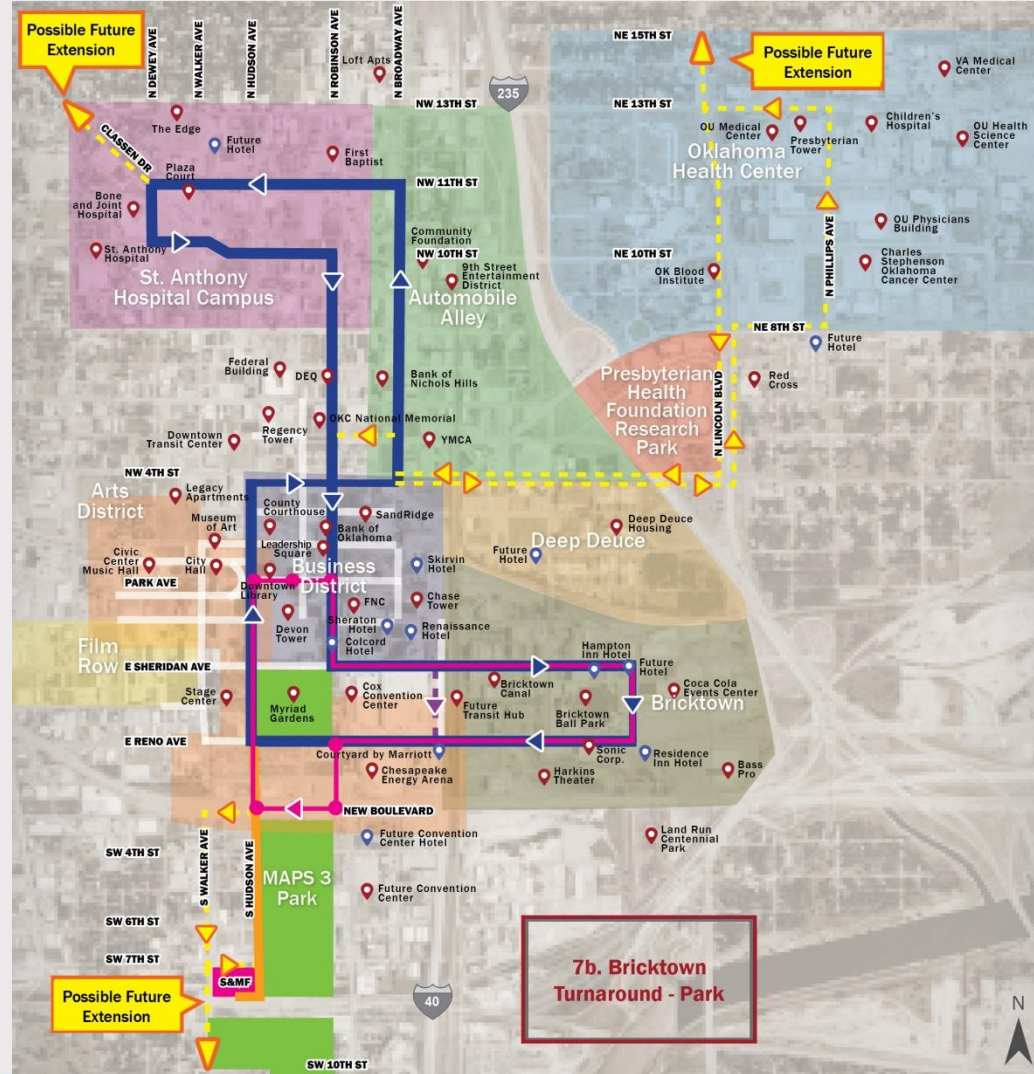 Possible Future
Extension
N DEWEY AVE
N WALKER AVE
N HUDSON AVE
N ROBINSON AVE
N BROADWAY AVE
Loft Apts
235
NE 15TH ST
Possible Future
Extension
VA Medical
Center
NW 13TH ST
NE 13TH ST
The Edge
Future
Hotel
First
Baptist
CLASSEN DR
OU Medical
Center
Presbyterian
Tower
Children's
Hospital
OU Health
Science
Center
Oklahoma
Health Center
Plaza
Court
NW 11TH ST
Bone
and Joint
Hospital
St. Anthony
Hospital
St. Anthony
Hospital Campus
Community
Foundation
NW 10TH ST
9th Street
Entertainment
District
Automobile
Alley
NE 10TH ST
OK Blood
Institute
N PHILLIPS AVE
OU Physicians
Building
Charles
Stephenson
Oklahoma
Cancer Center
NE 8TH ST
Future
Hotel
Federal
Building
DEQ
Bank of
Nichols Hills
Presbyterian
Health
Foundation
Research
Park
N LINCOLN BLVD
Red
Cross
Regency
Tower
OKC National Memorial
Downtown
Transit Center
YMCA
NW 4TH ST
Arts
District
Legacy
Apartments
County
Courthouse
SandRidge
Museum
of Art
Bank of
Oklahoma
Leadership
Square
Deep Deuce
Housing
Deep Deuce
Future
Hotel
Civic
Center
Music Hall
City
Hall
Business
District
Skirvin
Hotel
PARK AVE
Downtown
Library
FNC
Chase
Tower
Devon
Tower
Sheraton
Hotel
Renaissance
Hotel
Colcord
Hotel
Film
Row
E SHERIDAN AVE
Hampton
Inn Hotel
Future
Hotel
Stage
Center
Myriad
Gardens
Cox
Convention
Center
Bricktown
Canal
Future
Transit Hub
Bricktown
Ball Park
Coca Cola
Events Center
Bricktown
E RENO AVE
Courtyard by Marriott
Sonic
Corp.
Residence
Inn Hotel
Chesapeake
Energy Arena
Harkins
Theater
Bass
Pro
NEW BOULEVARD
Future Convention
Center Hotel
Land Run
Centennial
Park
SW 4TH ST
S WALKER AVE
S HUDSON AVE
MAPS 3
Park
Future Convention
Center
SW 6TH ST
SW 7TH ST
S&MF
Possible Future
Extension
40
7b. Bricktown
Turnaround - Park
N
SW 10TH ST